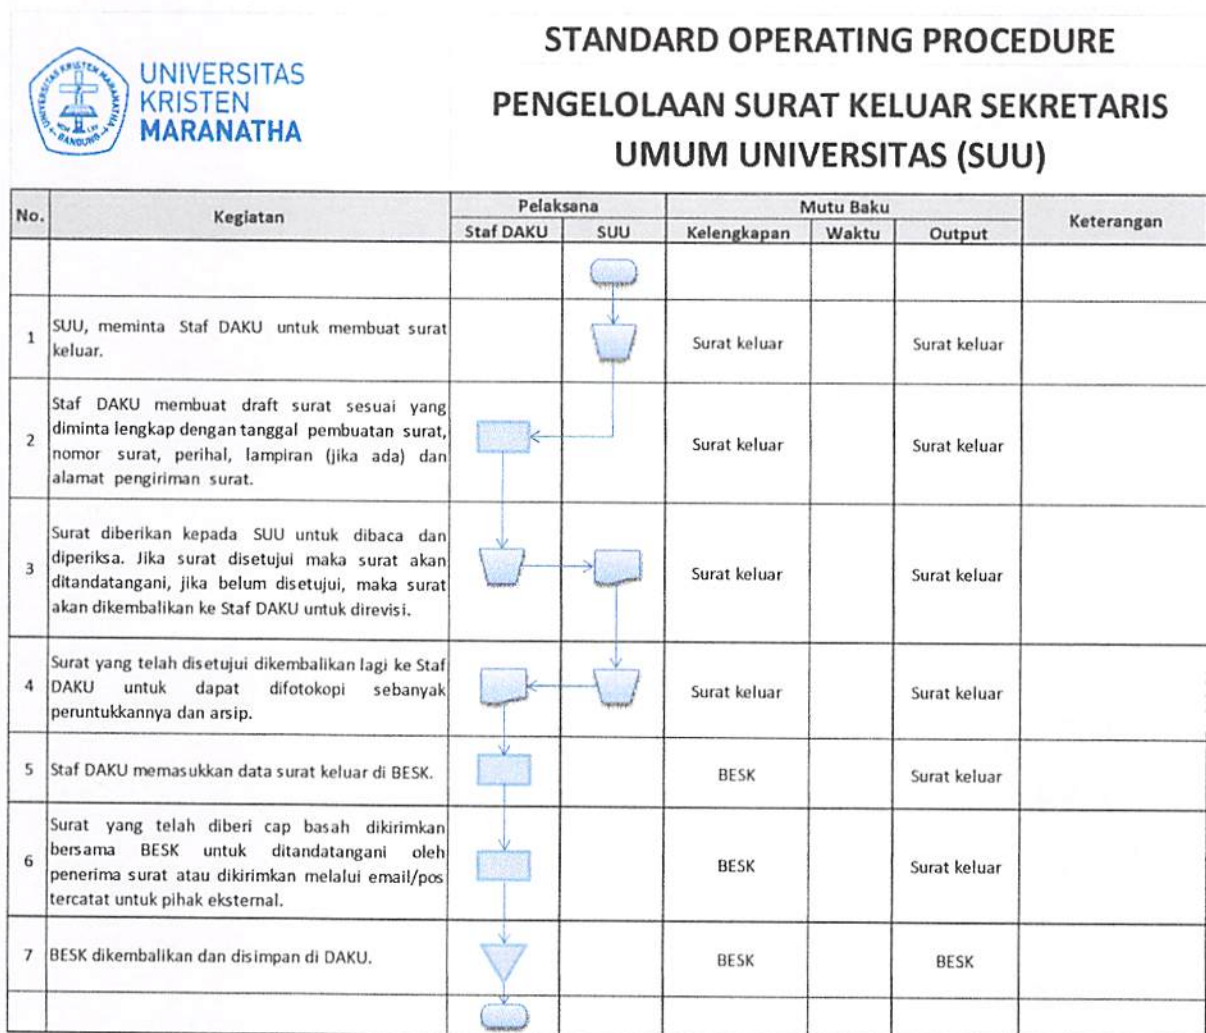 STANDARD OPERATING PROCEDURE
UNIVERSITAS
KRISTEN
MARANATHA
PENGELOLAAN SURAT KELUAR SEKRETARIS
UMUM UNIVERSITAS (SUU)
UNIVERSITAS KRISTEN MARANATHA
BANDUNG
No.
Kegiatan
Pelaksana
Mutu Baku
Keterangan
Staf DAKU
SUU
Kelengkapan
Waktu
Output
1
SUU, meminta Staf DAKU untuk membuat surat
keluar.
Surat keluar
Surat keluar
2
Staf DAKU membuat draft surat sesuai yang
diminta lengkap dengan tanggal pembuatan surat,
nomor surat, perihal, lampiran (jika ada) dan
alamat pengiriman surat.
Surat keluar
Surat keluar
3
Surat diberikan kepada SUU untuk dibaca dan
diperiksa. Jika surat disetujui maka surat akan
ditandatangani, jika belum disetujui, maka surat
akan dikembalikan ke Staf DAKU untuk direvisi.
Surat keluar
Surat keluar
4
Surat yang telah disetujui dikembalikan lagi ke Staf
DAKU untuk dapat difotokopi sebanyak
peruntukkannya dan arsip.
Surat keluar
Surat keluar
5
Staf DAKU memasukkan data surat keluar di BESK.
BESK
Surat keluar
6
Surat yang telah diberi cap basah dikirimkan
bersama BESK untuk ditandatangani oleh
penerima surat atau dikirimkan melalui email/pos
tercatat untuk pihak eksternal.
BESK
Surat keluar
7
BESK dikembalikan dan disimpan di DAKU.
BESK
BESK